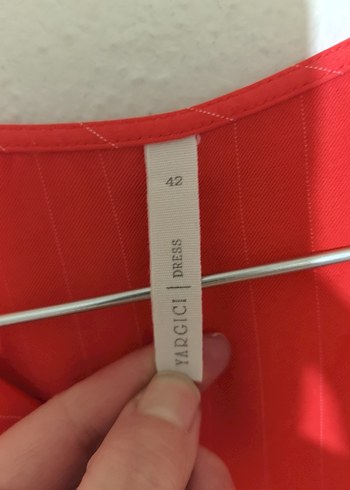 42
YARGICI | DRESS